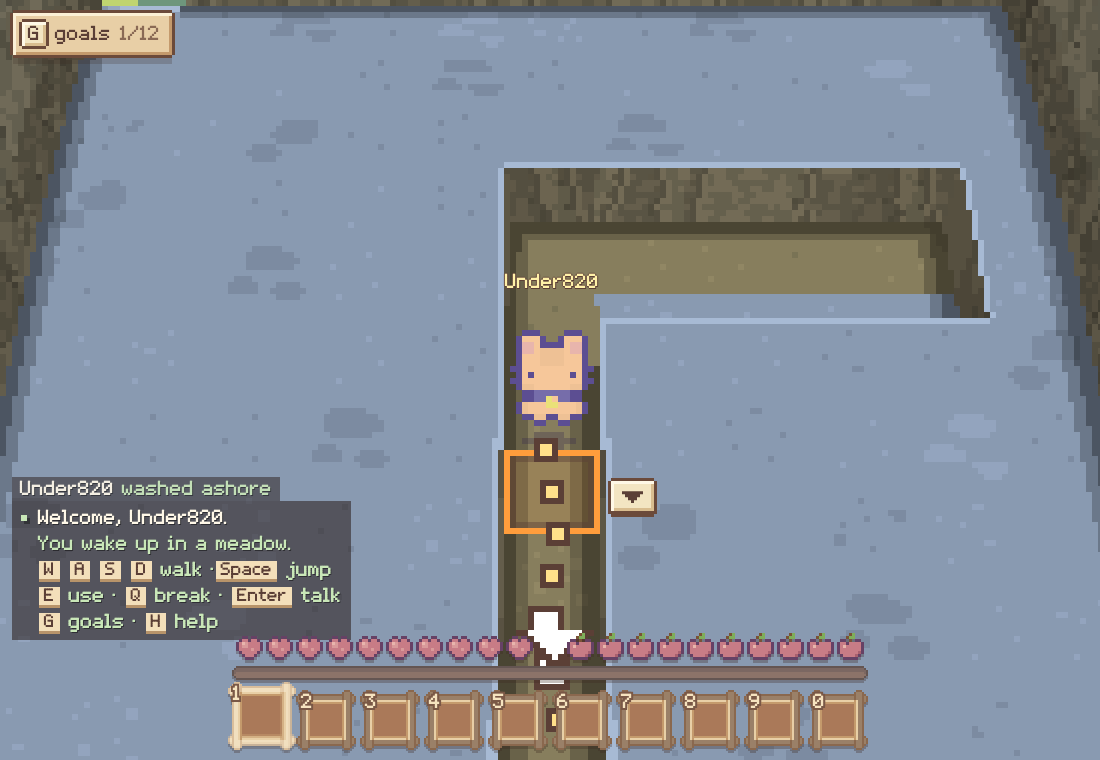 G goals 1/12
Under820
Under820 washed ashore
Welcome, Under820.
You wake up in a meadow.
W A S D walk · Space jump
E use · Q break · Enter talk
G goals · H help
1 2 3 4 5 6 7 8 9 0